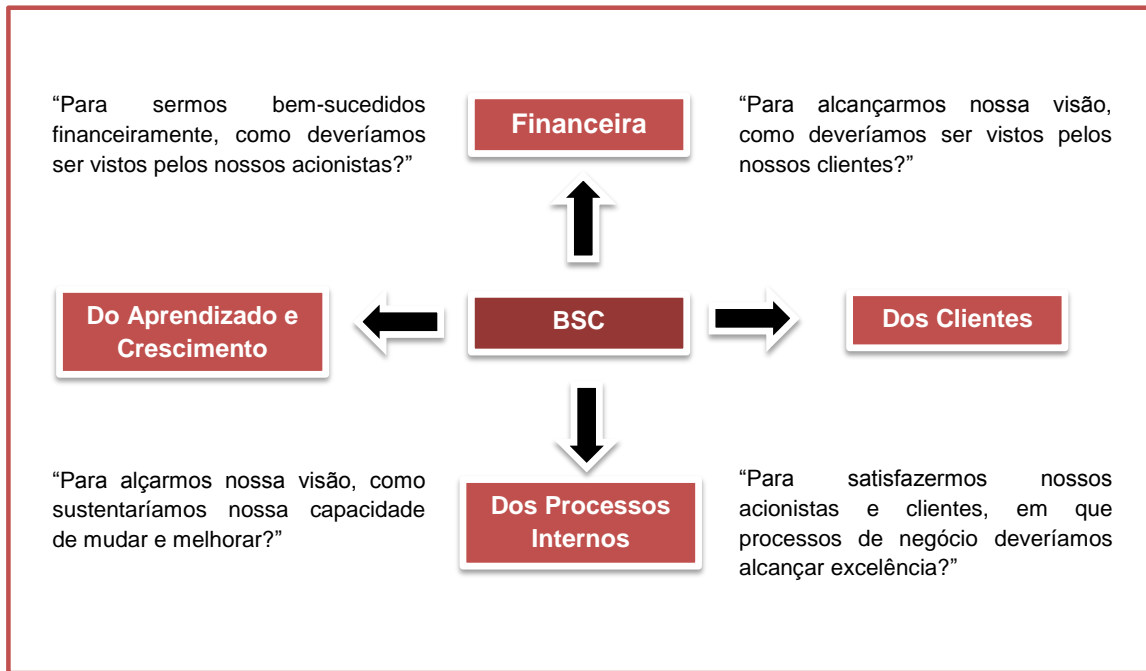 “Para sermos bem-sucedidos
financeiramente, como deveríamos
ser vistos pelos nossos acionistas?”
Financeira
“Para alcançarmos nossa visão,
como deveríamos ser vistos pelos
nossos clientes?”
Do Aprendizado e
Crescimento
BSC
Dos Clientes
“Para alçarmos nossa visão, como
sustentaríamos nossa capacidade
de mudar e melhorar?”
Dos Processos
Internos
“Para satisfazermos nossos
acionistas e clientes, em que
processos de negócio deveríamos
alcançar excelência?”